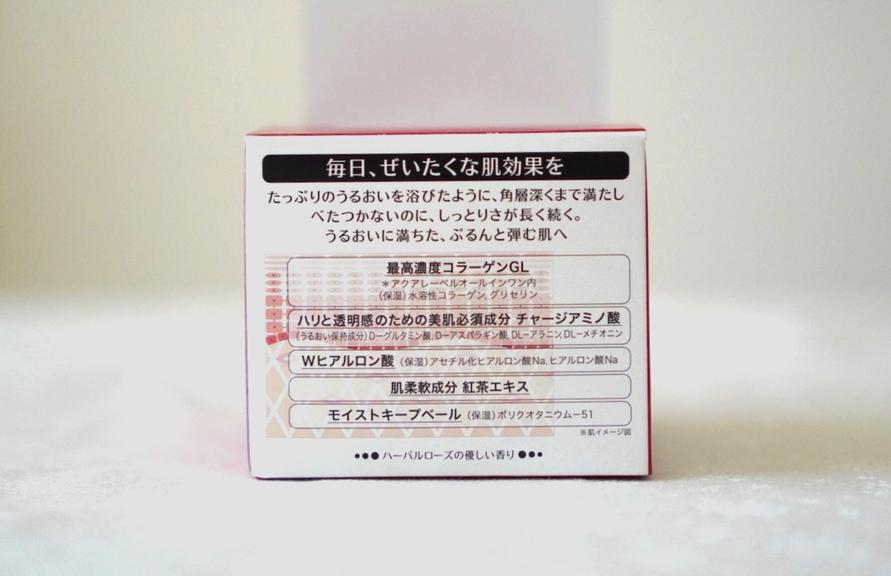 毎日、ぜいたくな肌効果を
たっぷりのうるおいを浴びたように、角層深くまで満たし
べたつかないのに、しっとりさが長く続く。
うるおいに満ちた、ぷるんと弾む肌へ
最高濃度コラーゲンGL
＊アクアレーベルオールインワン内
(保湿)水溶性コラーゲン、グリセリン
ハリと透明感のための美肌必須成分 チャージアミノ酸
(うるおい保持成分)D−グルタミン酸、D−アスパラギン酸、DL−アラニン、DL−メチオニン
Wヒアルロン酸 (保湿)アセチル化ヒアルロン酸Na、ヒアルロン酸Na
肌柔軟成分 紅茶エキス
モイストキープベール (保湿)ポリクオタニウム−51
※肌イメージ図
•●● ハーバルローズの優しい香り ●●•